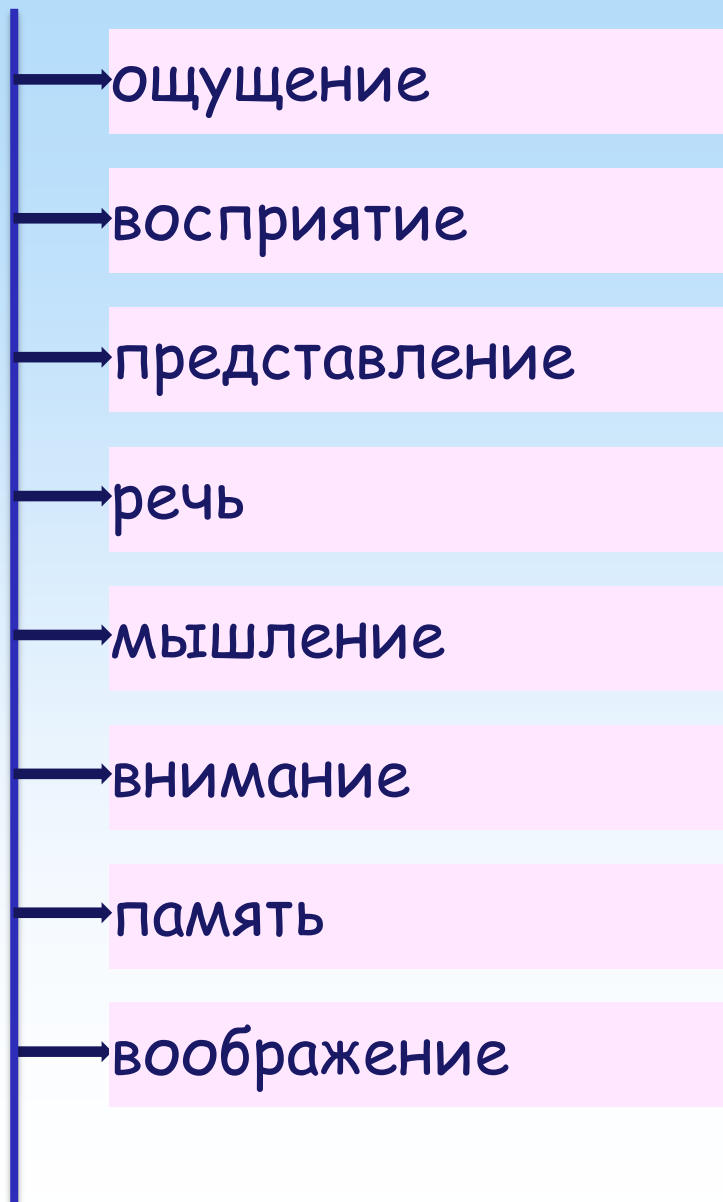 ощущение
восприятие
представление
речь
мышление
внимание
память
воображение